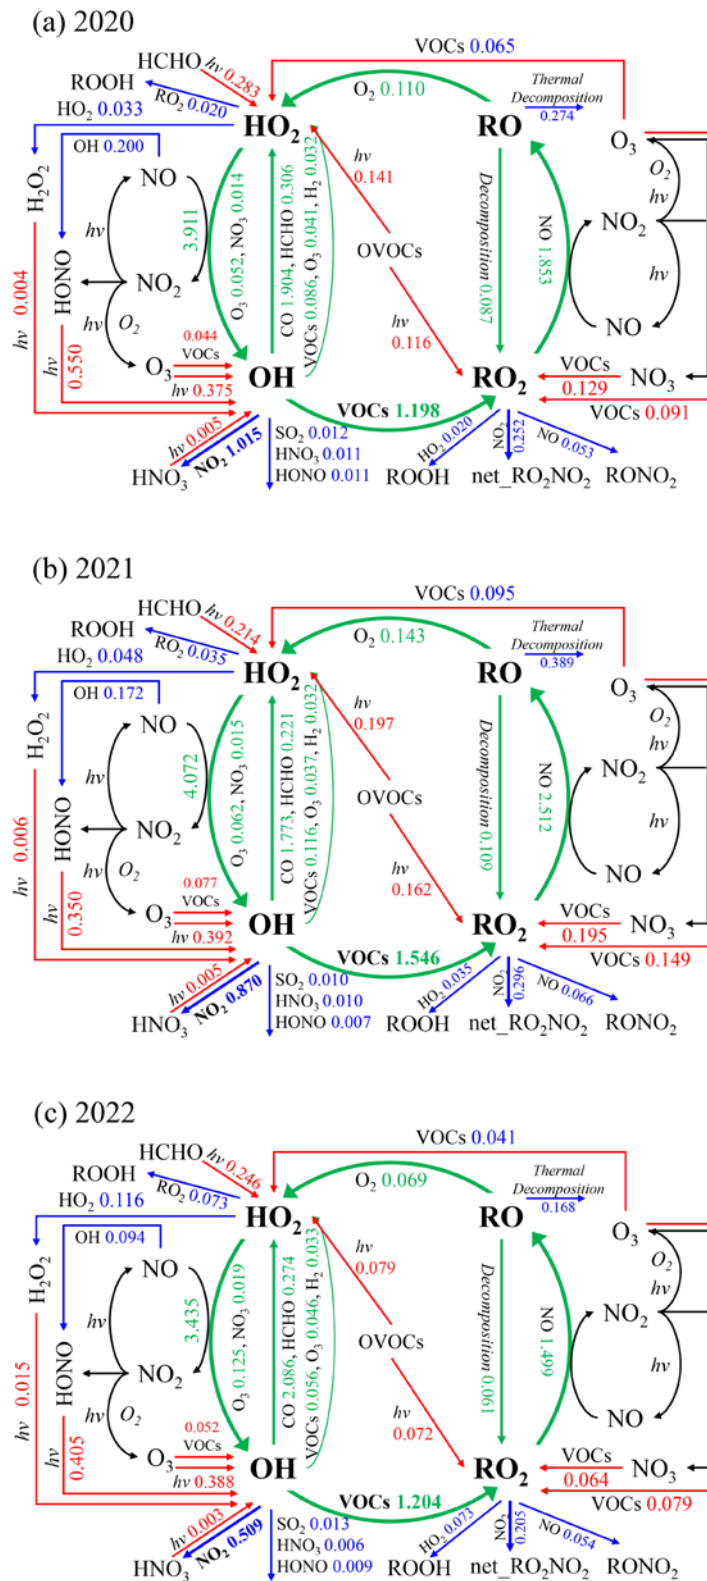 (a) 2020
HCHO hv 0.283
VOCs 0.065
ROOH
RO₂ 0.020
HO₂ 0.033
O₂ 0.110
Thermal
Decomposition
0.274
HO₂
RO
O₃
OH 0.200
H₂O₂
NO
hv
3.911
O₃ 0.052, NO₃ 0.014
CO 1.904, HCHO 0.306
VOCs 0.086, O₃ 0.041, H₂ 0.032
hv
0.141
OVOCs
hv
0.116
Decomposition 0.087
NO 1.853
O₂
hv
NO₂
hv
NO
HONO
NO₂
hv
O₂
hv 0.004
hv 0.550
O₃
0.044
VOCs
hv 0.375
OH
RO₂
VOCs
0.129
NO₃
VOCs 0.091
VOCs 1.198
hv 0.005
NO₂ 1.015
HNO₃
SO₂ 0.012
HNO₃ 0.011
HONO 0.011
HO₂ 0.020
NO₂ 0.252
NO 0.053
ROOH
net_RO₂NO₂
RONO₂
(b) 2021
HCHO hv 0.214
VOCs 0.095
ROOH
RO₂ 0.035
HO₂ 0.048
O₂ 0.143
Thermal
Decomposition
0.389
HO₂
RO
O₃
OH 0.172
H₂O₂
NO
hv
4.072
O₃ 0.062, NO₃ 0.015
CO 1.773, HCHO 0.221
VOCs 0.116, O₃ 0.037, H₂ 0.032
hv
0.197
OVOCs
hv
0.162
Decomposition 0.109
NO 2.512
O₂
hv
NO₂
hv
NO
HONO
NO₂
hv
O₂
hv 0.006
hv 0.350
O₃
0.077
VOCs
hv 0.392
OH
RO₂
VOCs
0.195
NO₃
VOCs 0.149
VOCs 1.546
hv 0.005
NO₂ 0.870
HNO₃
SO₂ 0.010
HNO₃ 0.010
HONO 0.007
HO₂ 0.035
NO₂ 0.296
NO 0.066
ROOH
net_RO₂NO₂
RONO₂
(c) 2022
HCHO hv 0.246
VOCs 0.041
ROOH
RO₂ 0.073
HO₂ 0.116
O₂ 0.069
Thermal
Decomposition
0.168
HO₂
RO
O₃
OH 0.094
H₂O₂
NO
hv
3.435
O₃ 0.125, NO₃ 0.019
CO 2.086, HCHO 0.274
VOCs 0.056, O₃ 0.046, H₂ 0.033
hv
0.079
OVOCs
hv
0.072
Decomposition 0.061
NO 1.499
O₂
hv
NO₂
hv
NO
HONO
NO₂
hv
O₂
hv 0.015
hv 0.405
O₃
0.052
VOCs
hv 0.388
OH
RO₂
VOCs
0.064
NO₃
VOCs 0.079
VOCs 1.204
hv 0.003
NO₂ 0.509
HNO₃
SO₂ 0.013
HNO₃ 0.006
HONO 0.009
HO₂ 0.073
NO₂ 0.205
NO 0.054
ROOH
net_RO₂NO₂
RONO₂